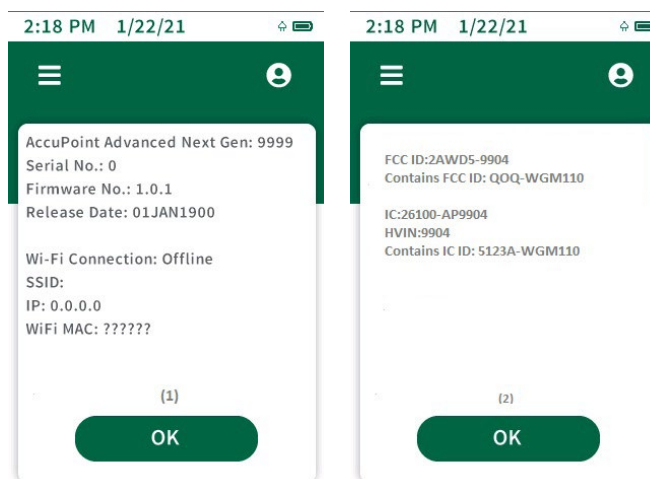 2:18 PM 1/22/21
AccuPoint Advanced Next Gen: 9999
Serial No.: 0
Firmware No.: 1.0.1
Release Date: 01JAN1900
Wi-Fi Connection: Offline
SSID:
IP: 0.0.0.0
WiFi MAC: ??????
(1)
OK
2:18 PM 1/22/21
FCC ID:2AWD5-9904
Contains FCC ID: QOQ-WGM110
IC:26100-AP9904
HVIN:9904
Contains IC ID: 5123A-WGM110
(2)
OK